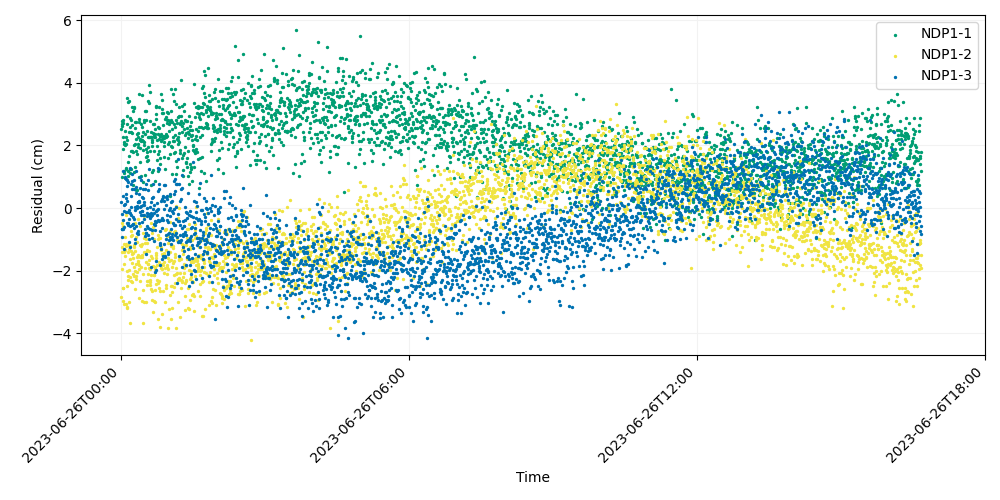 6
4
2
0
−2
−4
Residual (cm)
NDP1-1
NDP1-2
NDP1-3
2023-06-26T00:00
2023-06-26T06:00
2023-06-26T12:00
2023-06-26T18:00
Time